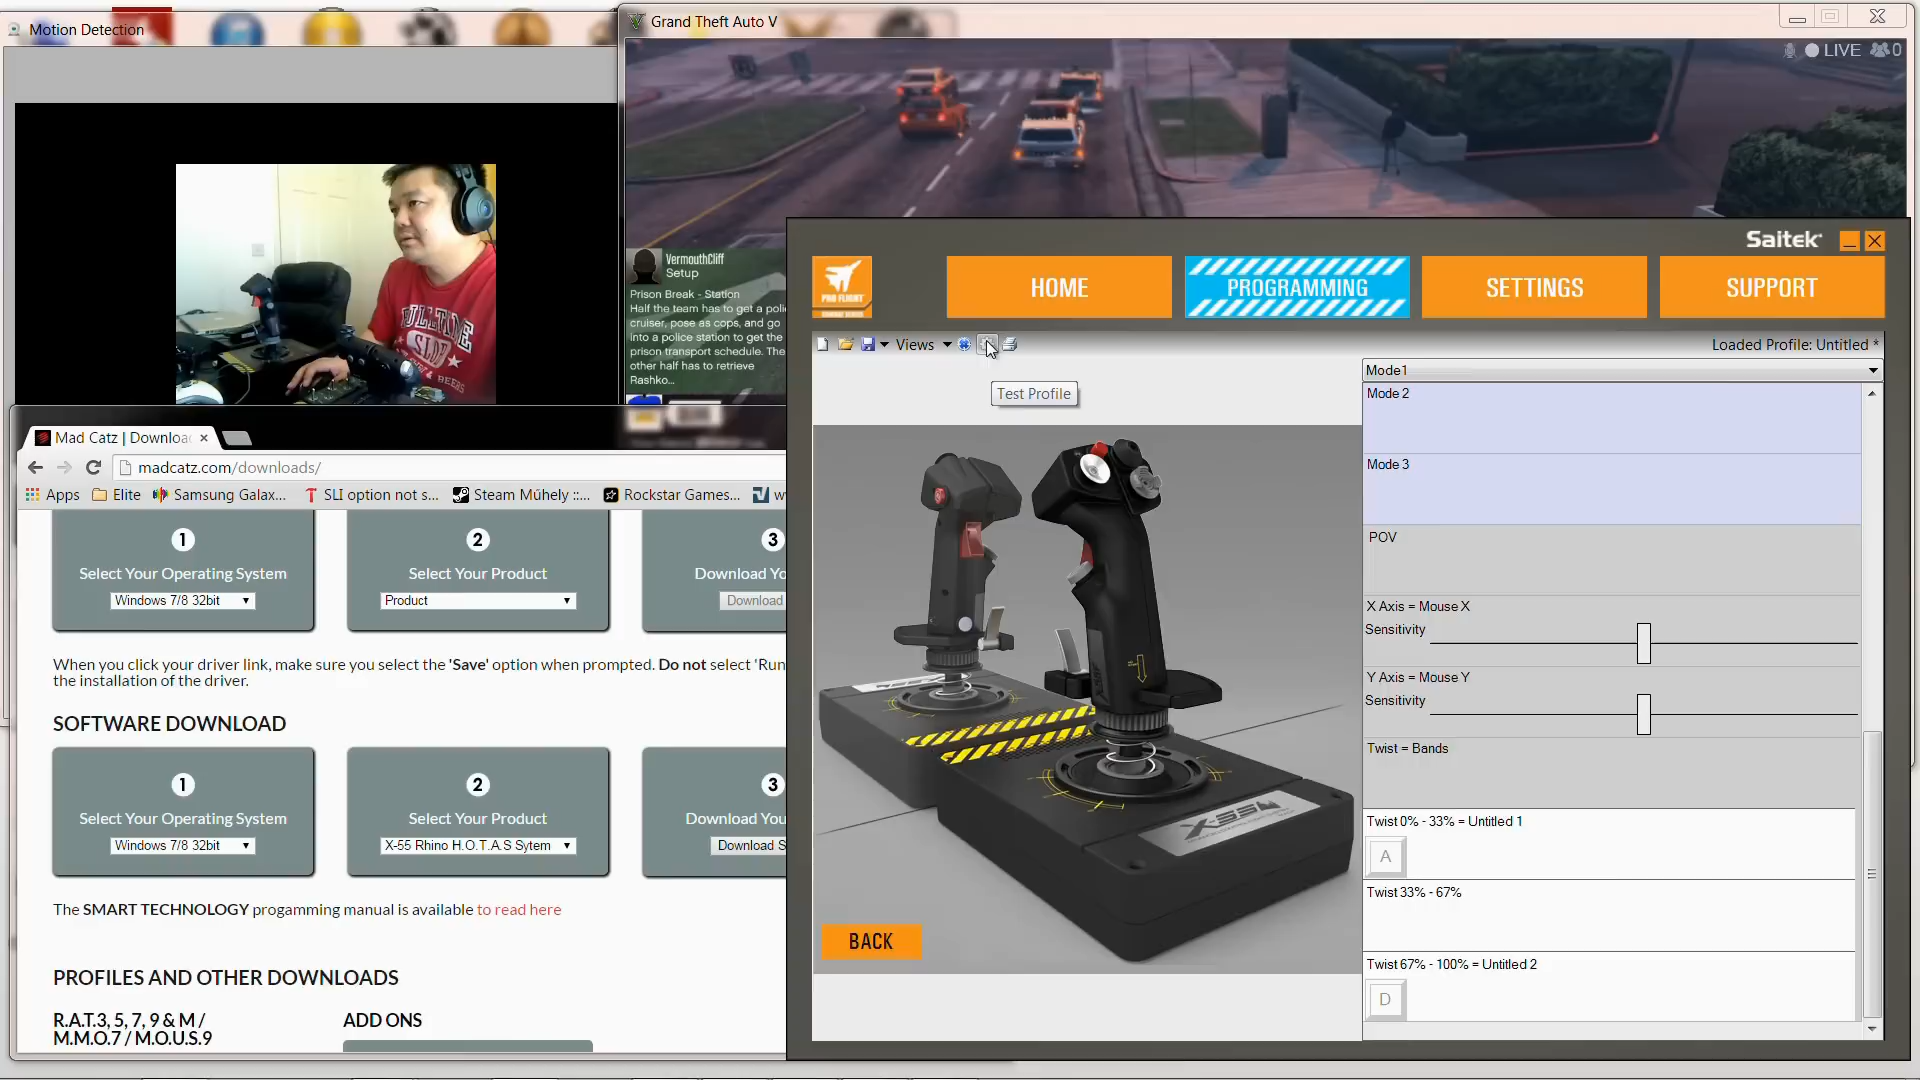 Motion Detection
Grand Theft Auto V
LIVE 0
VermouthCliff
Setup
Prison Break - Station
Half the team has to get a poli
cruiser, pose as cops, and go
into a police station to get the
prison transport schedule. The
other half has to retrieve
Rashko...
FULLTIME
SLOB
& BEERS
Saitek
PRO FLIGHT
HOME
PROGRAMMING
SETTINGS
SUPPORT
Views
Loaded Profile: Untitled *
Test Profile
Mode1
Mode 2
Mode 3
POV
X Axis = Mouse X
Sensitivity
Y Axis = Mouse Y
Sensitivity
Twist = Bands
Twist 0% - 33% = Untitled 1
A
Twist 33% - 67%
Twist 67% - 100% = Untitled 2
D
X-55
BACK
Mad Catz | Downloa
madcatz.com/downloads/
Apps
Elite
Samsung Galax...
SLI option not s...
Steam Műhely ::...
Rockstar Games...
w
1
Select Your Operating System
Windows 7/8 32bit
2
Select Your Product
Product
3
Download Yo
Download
When you click your driver link, make sure you select the 'Save' option when prompted. Do not select 'Run
the installation of the driver.
SOFTWARE DOWNLOAD
1
Select Your Operating System
Windows 7/8 32bit
2
Select Your Product
X-55 Rhino H.O.T.A.S Sytem
3
Download You
Download S
The SMART TECHNOLOGY progamming manual is available to read here
PROFILES AND OTHER DOWNLOADS
R.A.T.3, 5, 7, 9 & M /
M.M.O.7 / M.O.U.S.9
ADD ONS